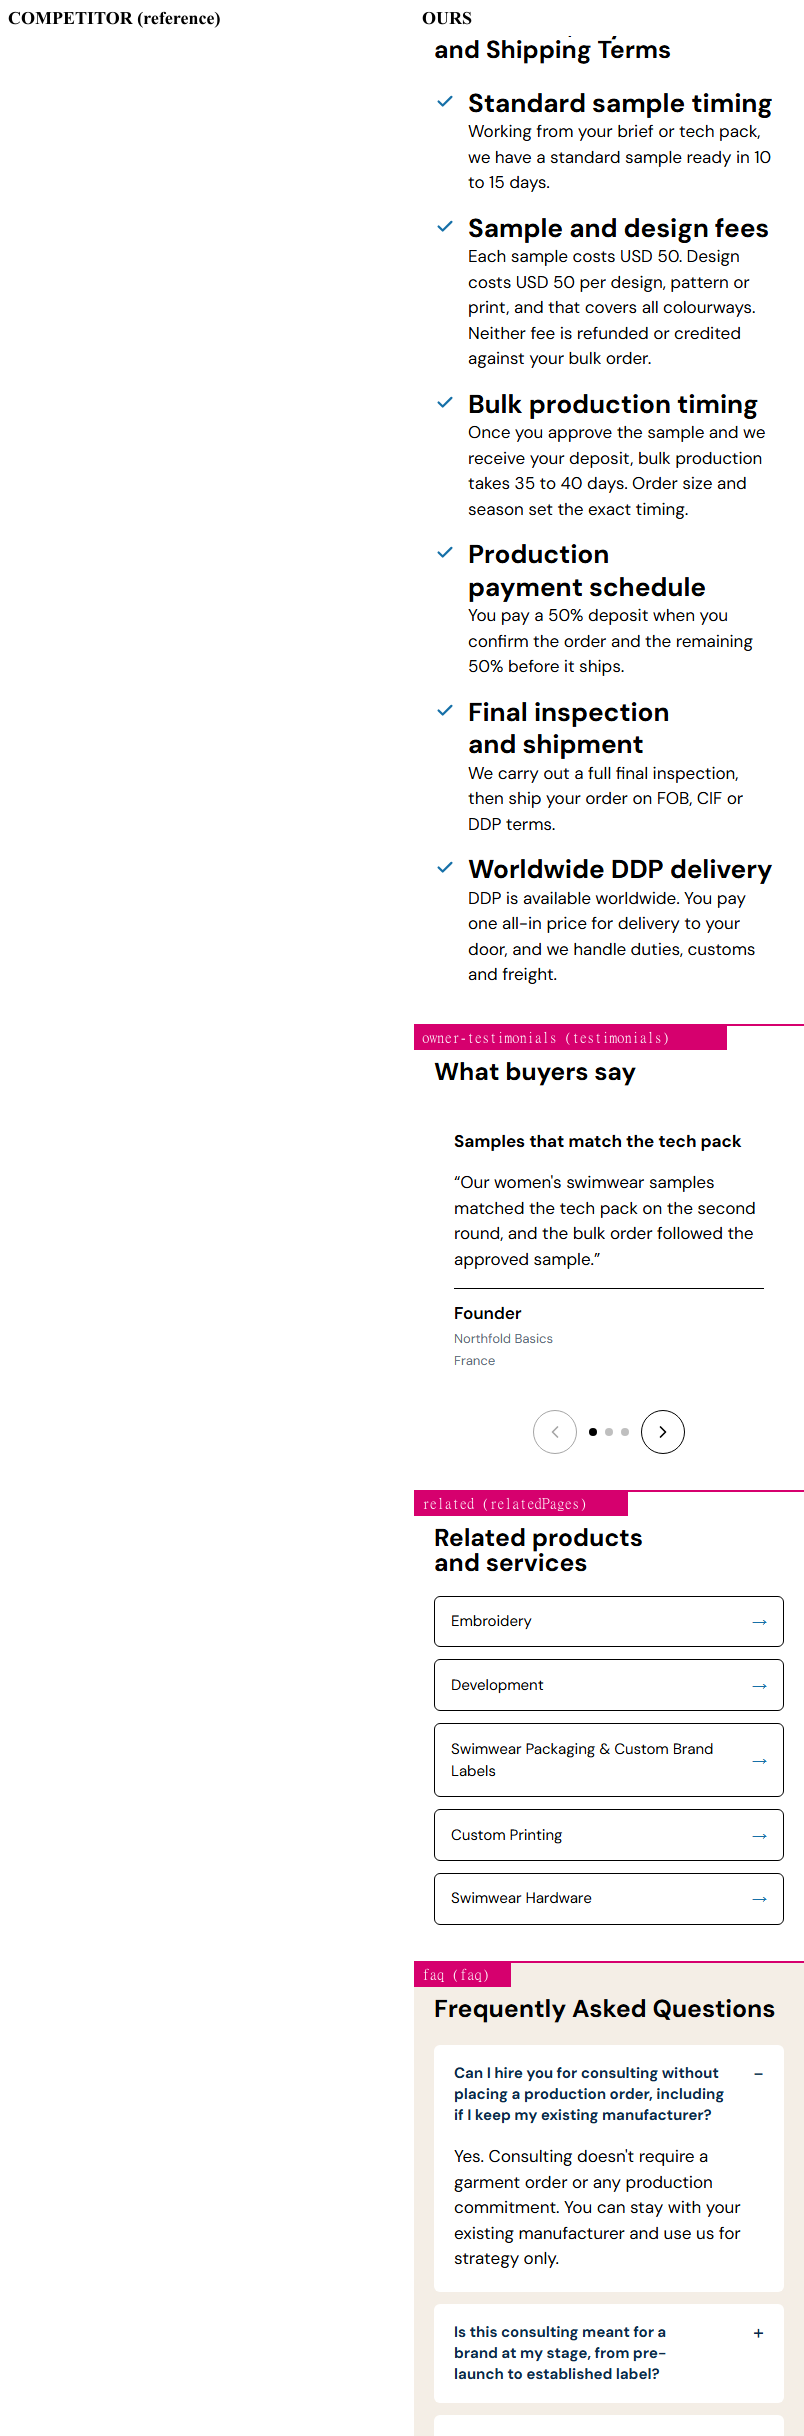 COMPETITOR (reference)
OURS
and Shipping Terms
Standard sample timing
Working from your brief or tech pack,
we have a standard sample ready in 10
to 15 days.
Sample and design fees
Each sample costs USD 50. Design
costs USD 50 per design, pattern or
print, and that covers all colourways.
Neither fee is refunded or credited
against your bulk order.
Bulk production timing
Once you approve the sample and we
receive your deposit, bulk production
takes 35 to 40 days. Order size and
season set the exact timing.
Production
payment schedule
You pay a 50% deposit when you
confirm the order and the remaining
50% before it ships.
Final inspection
and shipment
We carry out a full final inspection,
then ship your order on FOB, CIF or
DDP terms.
Worldwide DDP delivery
DDP is available worldwide. You pay
one all-in price for delivery to your
door, and we handle duties, customs
and freight.
owner-testimonials (testimonials)
What buyers say
Samples that match the tech pack
“Our women's swimwear samples
matched the tech pack on the second
round, and the bulk order followed the
approved sample.”
Founder
Northfold Basics
France
related (relatedPages)
Related products
and services
Embroidery →
Development →
Swimwear Packaging & Custom Brand
Labels →
Custom Printing →
Swimwear Hardware →
faq (faq)
Frequently Asked Questions
Can I hire you for consulting without –
placing a production order, including
if I keep my existing manufacturer?
Yes. Consulting doesn't require a
garment order or any production
commitment. You can stay with your
existing manufacturer and use us for
strategy only.
Is this consulting meant for a +
brand at my stage, from pre-
launch to established label?